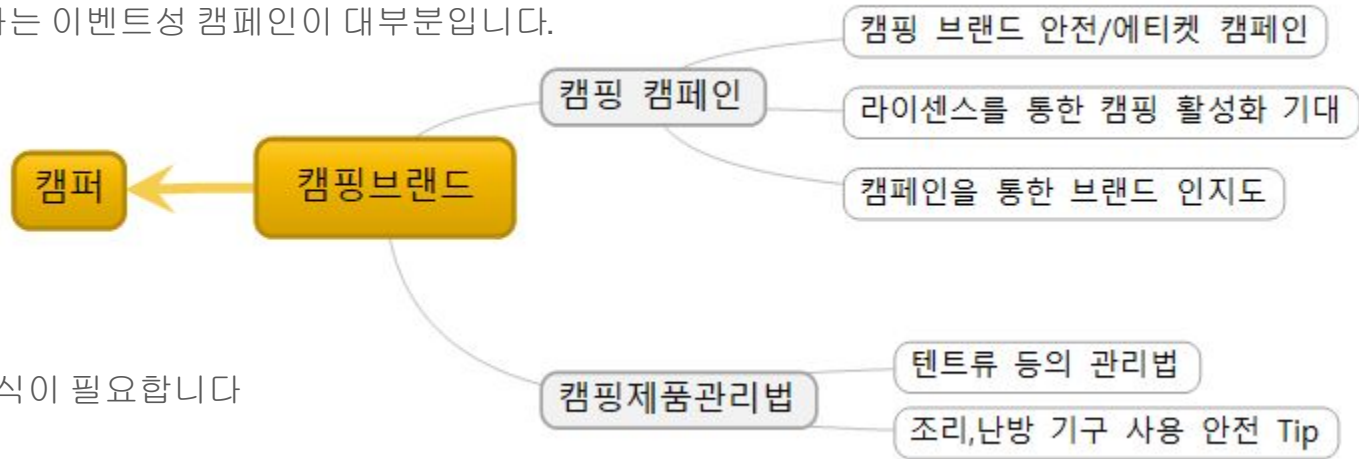 는 이벤트성 캠페인이 대부분입니다.
캠핑 브랜드 안전/에티켓 캠페인
캠핑 캠페인
라이센스를 통한 캠핑 활성화 기대
캠퍼
캠핑브랜드
캠페인을 통한 브랜드 인지도
텐트류 등의 관리법
식이 필요합니다
캠핑제품관리법
조리,난방 기구 사용 안전 Tip